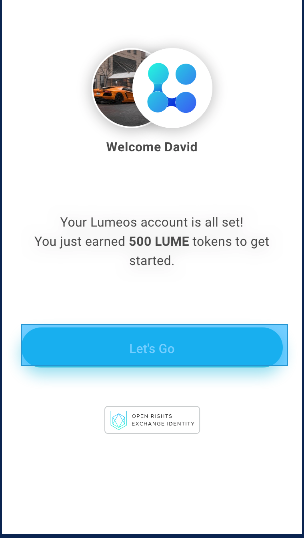 Welcome David
Your Lumeos account is all set!
You just earned 500 LUME tokens to get
started.
Let's Go
OPEN RIGHTS
EXCHANGE IDENTITY